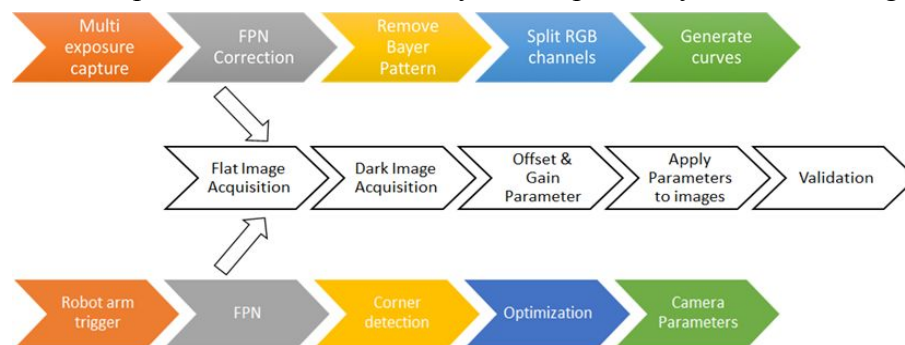 Multi
exposure
capture
FPN
Correction
Remove
Bayer
Pattern
Split RGB
channels
Generate
curves
Flat Image
Acquisition
Dark Image
Acquisition
Offset &
Gain
Parameter
Apply
Parameters
to images
Validation
Robot arm
trigger
FPN
Corner
detection
Optimization
Camera
Parameters